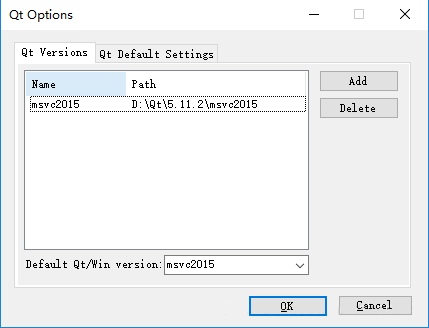 Qt Options
Qt Versions Qt Default Settings
Name Path
msvc2015 D:\Qt\5.11.2\msvc2015
Add
Delete
Default Qt/Win version: msvc2015
OK Cancel